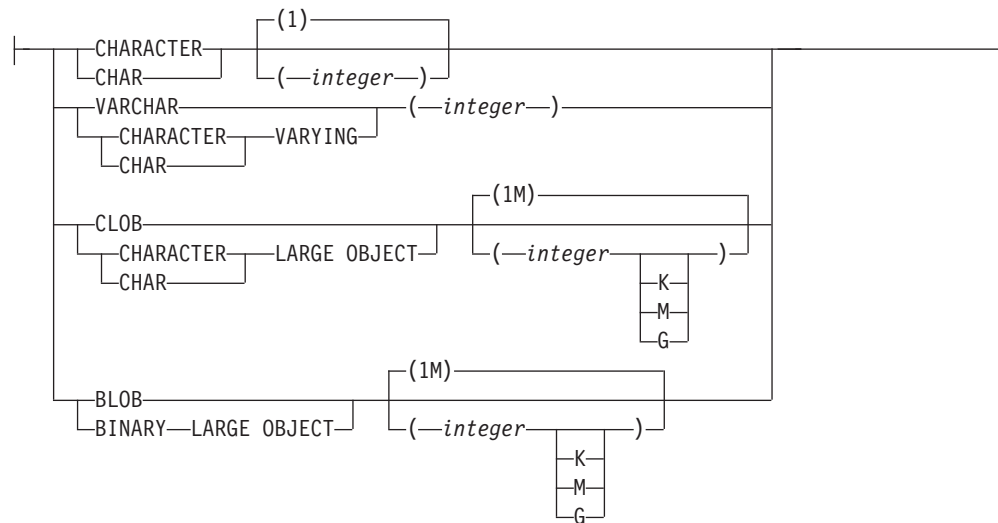 (1)
CHARACTER
CHAR ( integer )
VARCHAR ( integer )
CHARACTER VARYING
CHAR
(1M)
CLOB
CHARACTER LARGE OBJECT ( integer )
CHAR K
M
G
(1M)
BLOB
BINARY LARGE OBJECT ( integer )
K
M
G